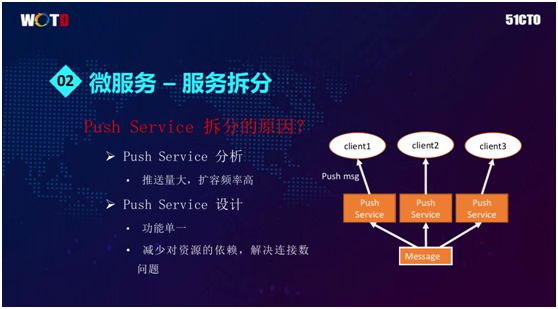 WOTD
51CTO
02 微服务 – 服务拆分
Push Service 拆分的原因?
➢ Push Service 分析
• 推送量大，扩容频率高
➢ Push Service 设计
• 功能单一
• 减少对资源的依赖，解决连接数
问题
client1
client2
client3
Push msg
Push
Service
Push
Service
Push
Service
Message